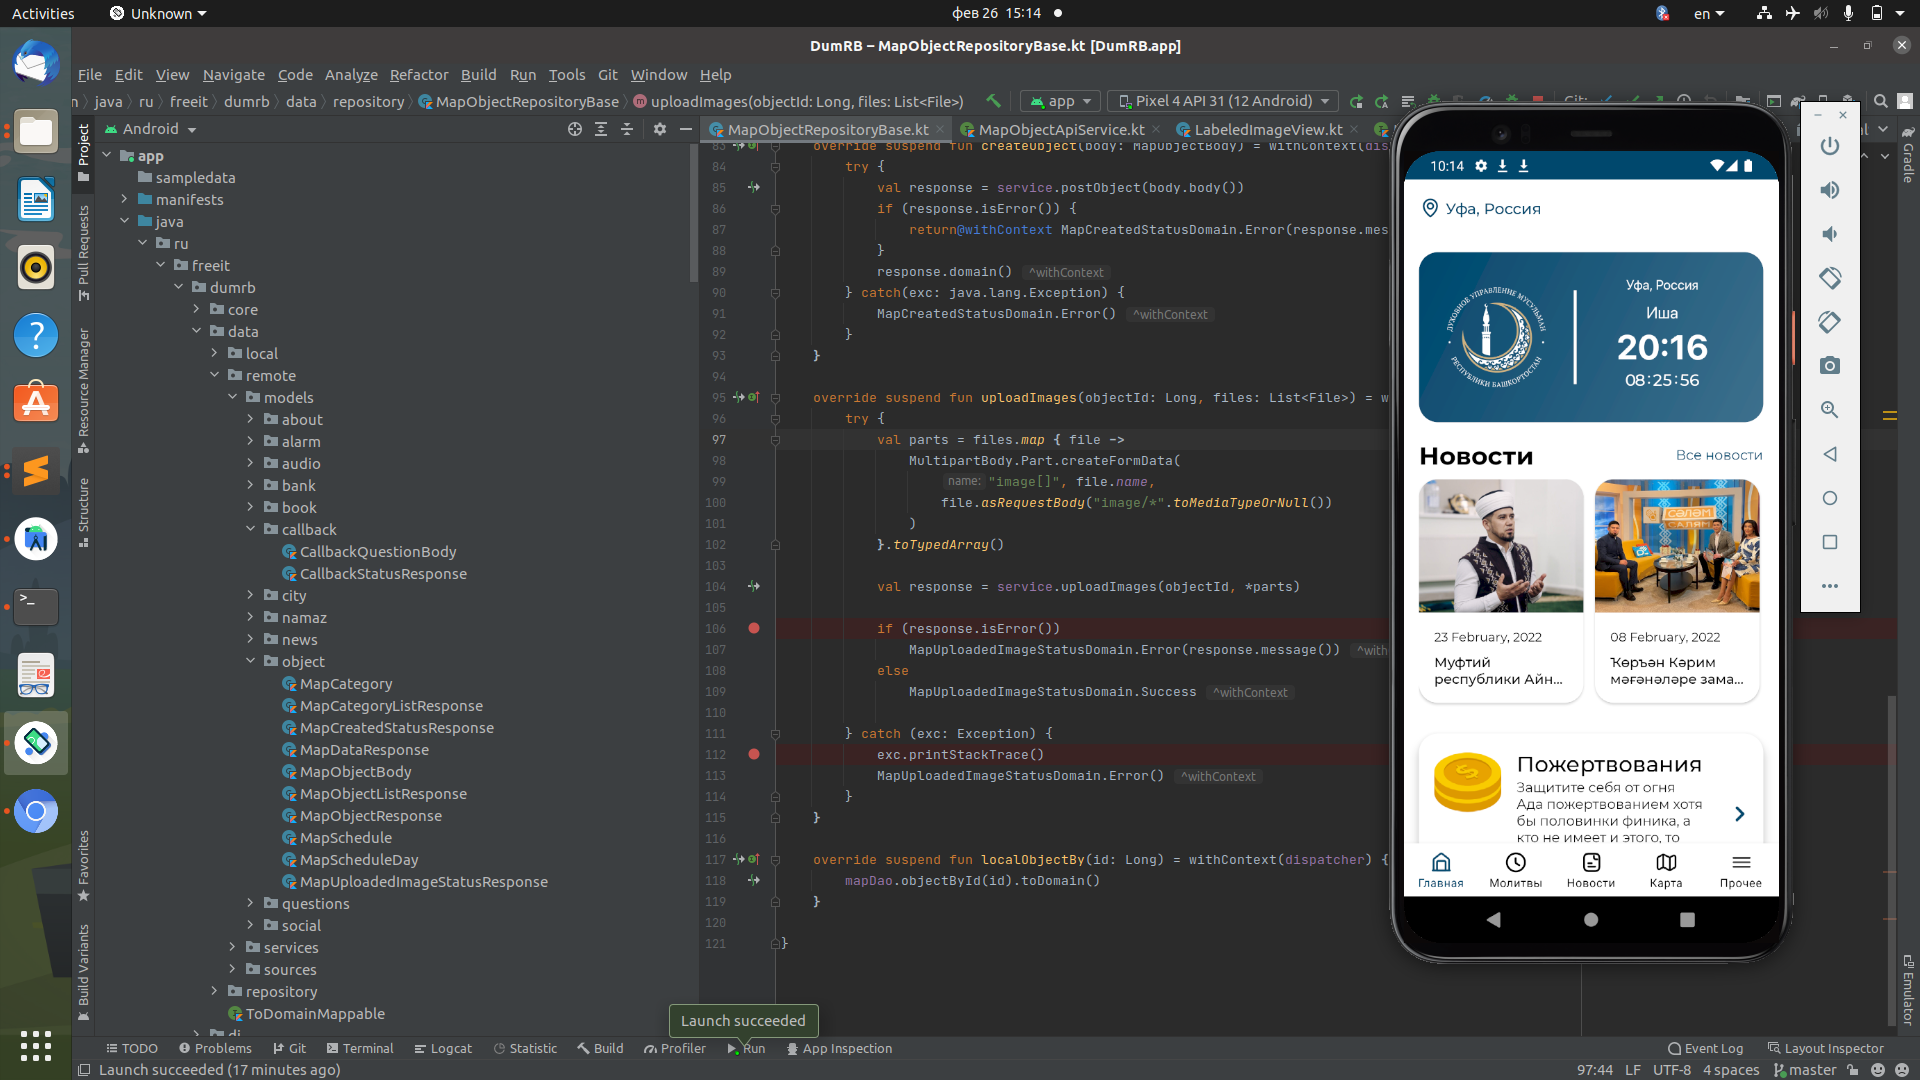 Activities
Unknown
фев 26 15:14
en
DumRB – MapObjectRepositoryBase.kt [DumRB.app]
File Edit View Navigate Code Analyze Refactor Build Run Tools Git Window Help
n java ru freeit dumrb data repository MapObjectRepositoryBase uploadImages(objectId: Long, files: List<File>)
app
Pixel 4 API 31 (12 Android)
Git:
Android
MapObjectRepositoryBase.kt
MapObjectApiService.kt
LabeledImageView.kt
Project
Pull Requests
Resource Manager
Structure
Favorites
Build Variants
Gradle
Emulator
app
sampledata
manifests
java
ru
freeit
dumrb
core
data
local
remote
models
about
alarm
audio
bank
book
callback
CallbackQuestionBody
CallbackStatusResponse
city
namaz
news
object
MapCategory
MapCategoryListResponse
MapCreatedStatusResponse
MapDataResponse
MapObjectBody
MapObjectListResponse
MapObjectResponse
MapSchedule
MapScheduleDay
MapUploadedImageStatusResponse
questions
social
services
sources
repository
ToDomainMappable
di
83 override suspend fun createObject(body: MapObjectBody) = withContext(dis
84 try {
85 val response = service.postObject(body.body())
86 if (response.isError()) {
87 return@withContext MapCreatedStatusDomain.Error(response.mes
88 }
89 response.domain() ^withContext
90 } catch(exc: java.lang.Exception) {
91 MapCreatedStatusDomain.Error() ^withContext
92 }
93 }
94
95 override suspend fun uploadImages(objectId: Long, files: List<File>) = w
96 try {
97 val parts = files.map { file ->
98 MultipartBody.Part.createFormData(
99 name: "image[]", file.name,
100 file.asRequestBody("image/*".toMediaTypeOrNull())
101 )
102 }.toTypedArray()
103
104 val response = service.uploadImages(objectId, *parts)
105
106 if (response.isError())
107 MapUploadedImageStatusDomain.Error(response.message()) ^with
108 else
109 MapUploadedImageStatusDomain.Success ^withContext
110
111 } catch (exc: Exception) {
112 exc.printStackTrace()
113 MapUploadedImageStatusDomain.Error() ^withContext
114 }
115 }
116
117 override suspend fun localObjectBy(id: Long) = withContext(dispatcher) {
118 mapDao.objectById(id).toDomain()
119 }
120
121 }
10:14
Уфа, Россия
ДУХОВНОЕ УПРАВЛЕНИЕ МУСУЛЬМАН
РЕСПУБЛИКИ БАШКОРТОСТАН
Уфа, Россия
Иша
20:16
08:25:56
Новости
Все новости
СӘЛӘМ
23 February, 2022
Муфтий
республики Айн...
08 February, 2022
Ҡөрьән Кәрим
мәғәнәләре зама...
Пожертвования
Защитите себя от огня
Ада пожертвованием хотя
бы половинки финика, а
кто не имеет и этого, то
Главная
Молитвы
Новости
Карта
Прочее
Launch succeeded
TODO Problems Git Terminal Logcat Statistic Build Profiler Run App Inspection
Event Log Layout Inspector
Launch succeeded (17 minutes ago)
97:44 LF UTF-8 4 spaces master